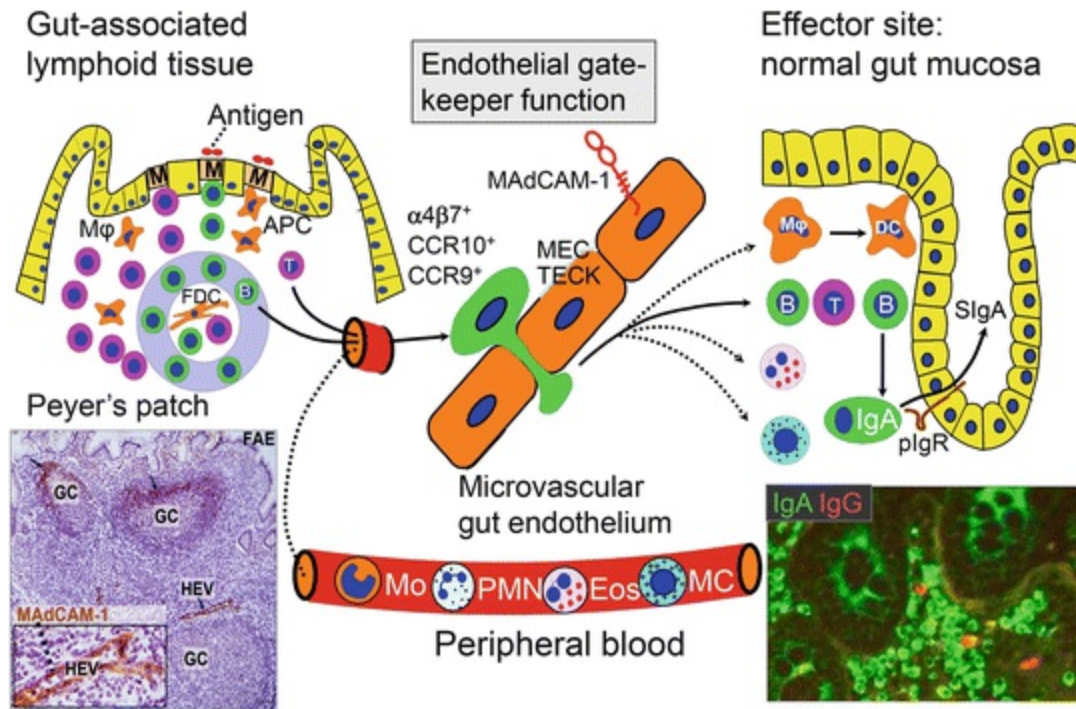 Gut-associated
lymphoid tissue
Antigen
M
M
M
Mφ
APC
FDC
B
T
Peyer's patch
Endothelial gate-
keeper function
MAdCAM-1
α4β7⁺
CCR10⁺
CCR9⁺
MEC
TECK
Microvascular
gut endothelium
Mo
PMN
Eos
MC
Peripheral blood
Effector site:
normal gut mucosa
Mφ
DC
B
T
B
SIgA
IgA
pIgR
FAE
GC
GC
HEV
MAdCAM-1
HEV
GC
IgA IgG